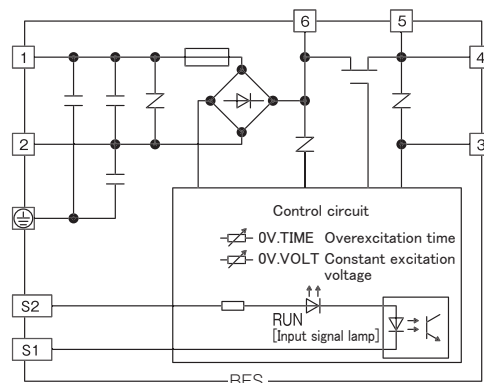 6 5
1 4
2 3
Control circuit
0V.TIME Overexcitation time
0V.VOLT Constant excitation
voltage
S2
RUN
[Input signal lamp]
S1
BES